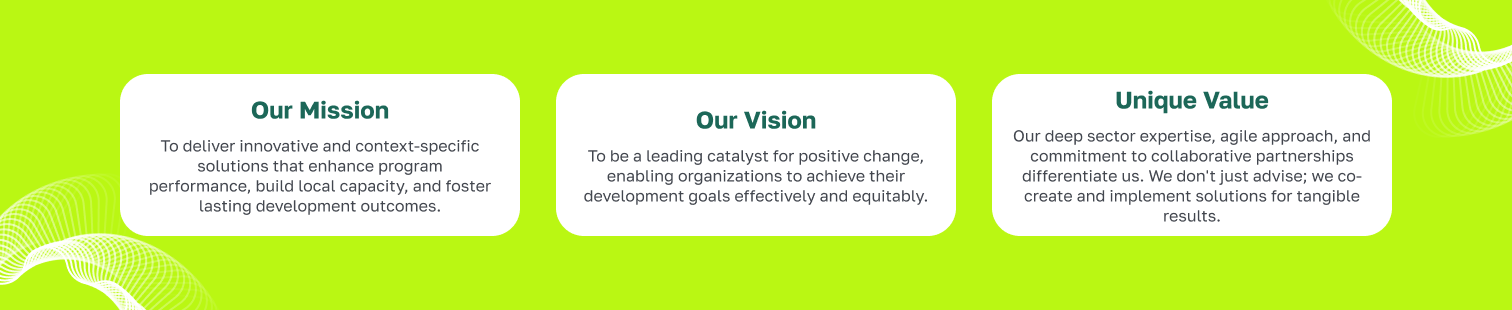 Our Mission
To deliver innovative and context-specific
solutions that enhance program
performance, build local capacity, and foster
lasting development outcomes.
Our Vision
To be a leading catalyst for positive change,
enabling organizations to achieve their
development goals effectively and equitably.
Unique Value
Our deep sector expertise, agile approach, and
commitment to collaborative partnerships
differentiate us. We don't just advise; we co-
create and implement solutions for tangible
results.